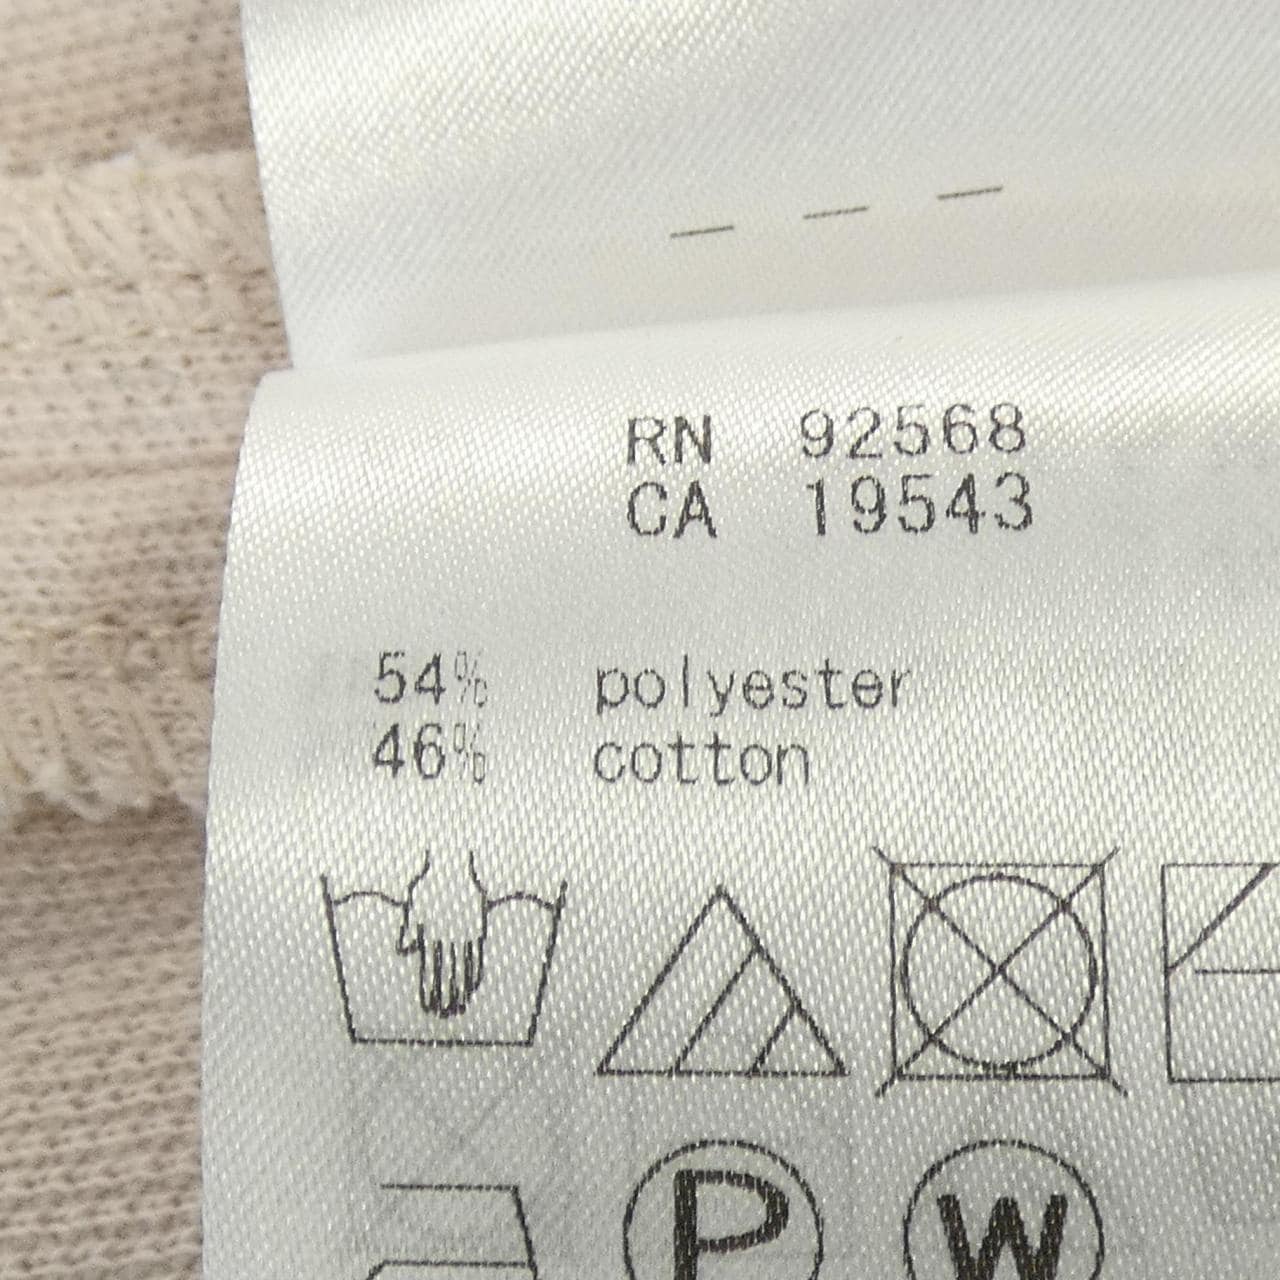 RN 92568
CA 19543
54% polyester
46% cotton
P W